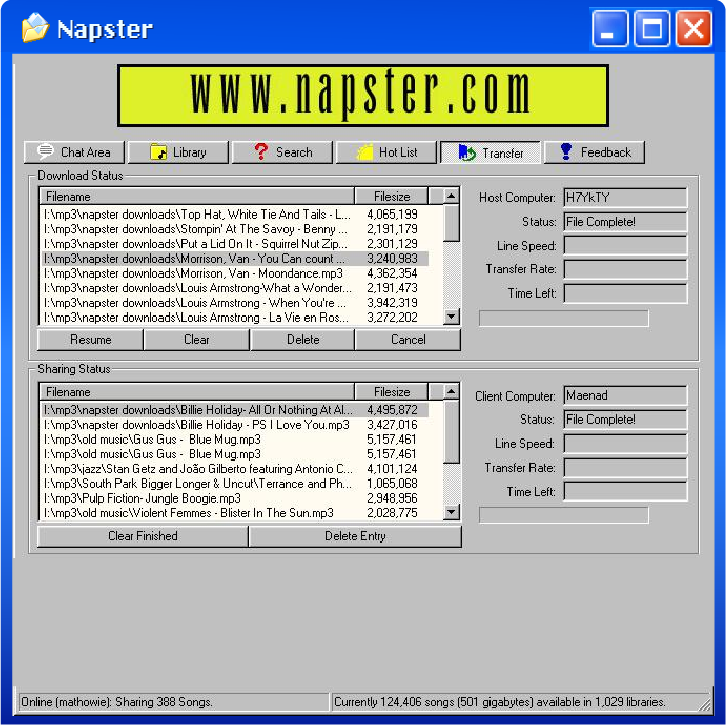 Napster
www.napster.com
Chat Area Library Search Hot List Transfer Feedback
Download Status
Filename Filesize
I:\mp3\napster downloads\Top Hat, White Tie And Tails - L... 4,065,199
I:\mp3\napster downloads\Stompin' At The Savoy - Benny ... 2,191,179
I:\mp3\napster downloads\Put a Lid On It - Squirrel Nut Zip... 2,301,129
I:\mp3\napster downloads\Morrison, Van - You Can count ... 3,240,983
I:\mp3\napster downloads\Morrison, Van - Moondance.mp3 4,362,354
I:\mp3\napster downloads\Louis Armstrong-What a Wonder... 2,191,473
I:\mp3\napster downloads\Louis Armstrong - When You're ... 3,942,319
I:\mp3\napster downloads\Louis Armstrong - La Vie en Ros... 3,272,202
Resume Clear Delete Cancel
Host Computer: H7YkTY
Status: File Complete!
Line Speed:
Transfer Rate:
Time Left:
Sharing Status
Filename Filesize
I:\mp3\napster downloads\Billie Holiday- All Or Nothing At Al... 4,495,872
I:\mp3\napster downloads\Billie Holiday - PS I Love You.mp3 3,427,016
I:\mp3\old music\Gus Gus - Blue Mug.mp3 5,157,461
I:\mp3\old music\Gus Gus - Blue Mug.mp3 5,157,461
I:\mp3\jazz\Stan Getz and João Gilberto featuring Antonio C... 4,101,124
I:\mp3\South Park Bigger Longer & Uncut\Terrance and Ph... 1,065,068
I:\mp3\Pulp Fiction- Jungle Boogie.mp3 2,948,956
I:\mp3\old music\Violent Femmes - Blister In The Sun.mp3 2,028,775
Clear Finished Delete Entry
Client Computer: Maenad
Status: File Complete!
Line Speed:
Transfer Rate:
Time Left:
Online (mathowie): Sharing 388 Songs. Currently 124,406 songs (501 gigabytes) available in 1,029 libraries.